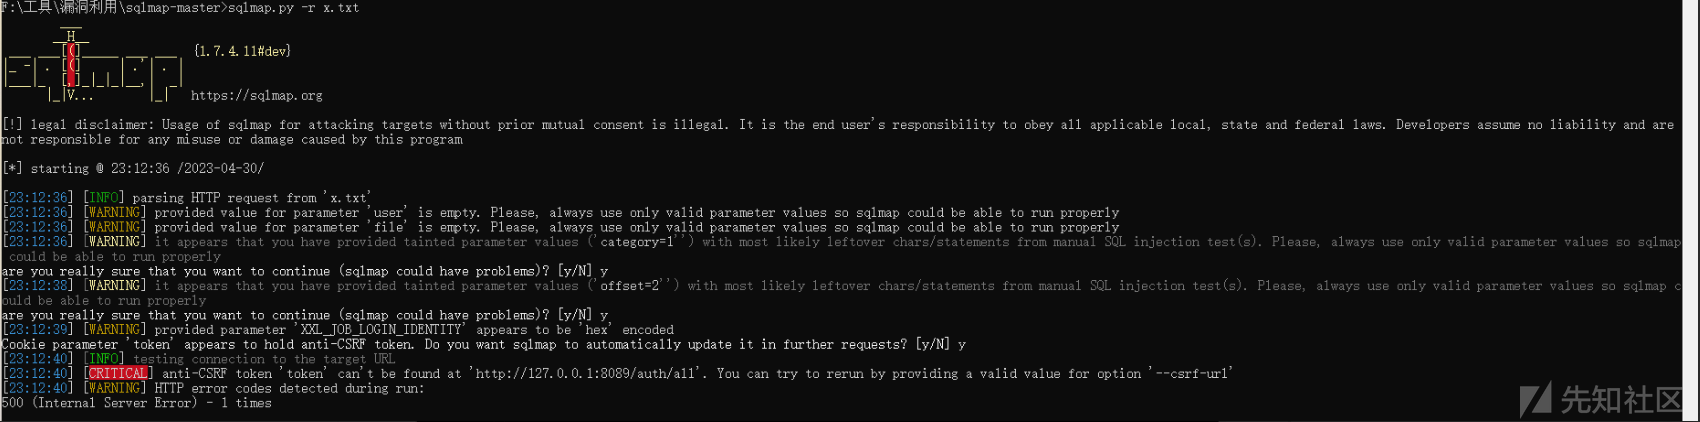 F:\工具\漏洞利用\sqlmap-master>sqlmap.py -r x.txt
{1.7.4.11#dev}
https://sqlmap.org
[!] legal disclaimer: Usage of sqlmap for attacking targets without prior mutual consent is illegal. It is the end user's responsibility to obey all applicable local, state and federal laws. Developers assume no liability and are
not responsible for any misuse or damage caused by this program
[*] starting @ 23:12:36 /2023-04-30/
[23:12:36] [INFO] parsing HTTP request from 'x.txt'
[23:12:36] [WARNING] provided value for parameter 'user' is empty. Please, always use only valid parameter values so sqlmap could be able to run properly
[23:12:36] [WARNING] provided value for parameter 'file' is empty. Please, always use only valid parameter values so sqlmap could be able to run properly
[23:12:36] [WARNING] it appears that you have provided tainted parameter values ('category=1'') with most likely leftover chars/statements from manual SQL injection test(s). Please, always use only valid parameter values so sqlmap
could be able to run properly
are you really sure that you want to continue (sqlmap could have problems)? [y/N] y
[23:12:38] [WARNING] it appears that you have provided tainted parameter values ('offset=2'') with most likely leftover chars/statements from manual SQL injection test(s). Please, always use only valid parameter values so sqlmap c
ould be able to run properly
are you really sure that you want to continue (sqlmap could have problems)? [y/N] y
[23:12:39] [WARNING] provided parameter 'XXL_JOB_LOGIN_IDENTITY' appears to be 'hex' encoded
Cookie parameter 'token' appears to hold anti-CSRF token. Do you want sqlmap to automatically update it in further requests? [y/N] y
[23:12:40] [INFO] testing connection to the target URL
[23:12:40] [CRITICAL] anti-CSRF token 'token' can't be found at 'http://127.0.0.1:8089/auth/all'. You can try to rerun by providing a valid value for option '--csrf-url'
[23:12:40] [WARNING] HTTP error codes detected during run:
500 (Internal Server Error) - 1 times
先知社区